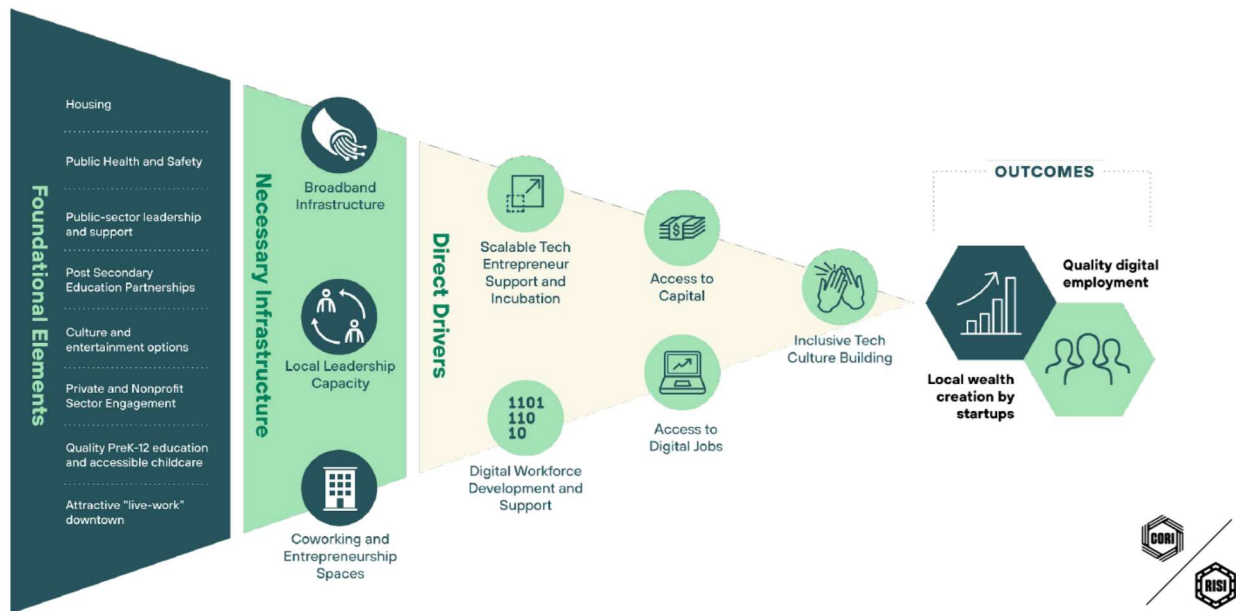 Foundational Elements
Housing
Public Health and Safety
Public-sector leadership
and support
Post Secondary
Education Partnerships
Culture and
entertainment options
Private and Nonprofit
Sector Engagement
Quality PreK-12 education
and accessible childcare
Attractive "live-work"
downtown
Necessary Infrastructure
Broadband
Infrastructure
Local Leadership
Capacity
Coworking and
Entrepreneurship
Spaces
Direct Drivers
Scalable Tech
Entrepreneur
Support and
Incubation
1101
110
10
Digital Workforce
Development and
Support
$
Access to
Capital
Access to
Digital Jobs
Inclusive Tech
Culture Building
OUTCOMES
Quality digital
employment
Local wealth
creation by
startups
CORI
RISI